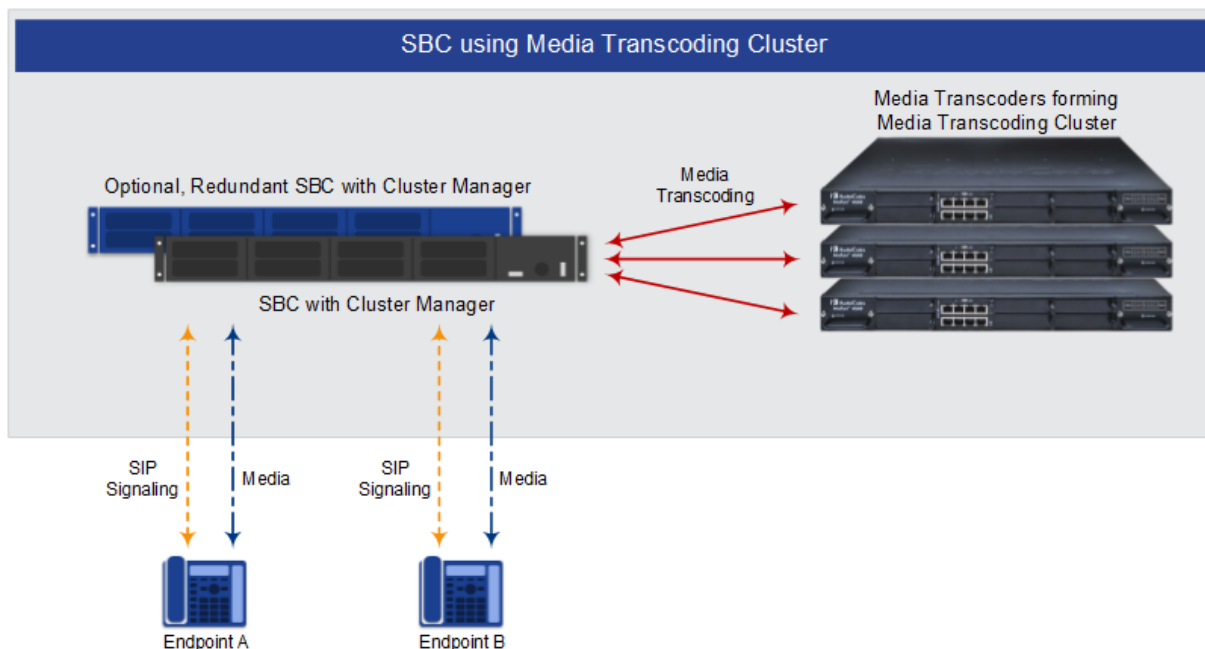 SBC using Media Transcoding Cluster
Media Transcoders forming
Media Transcoding Cluster
Media
Transcoding
Optional, Redundant SBC with Cluster Manager
SBC with Cluster Manager
SIP
Signaling
Media
SIP
Signaling
Media
Endpoint A
Endpoint B